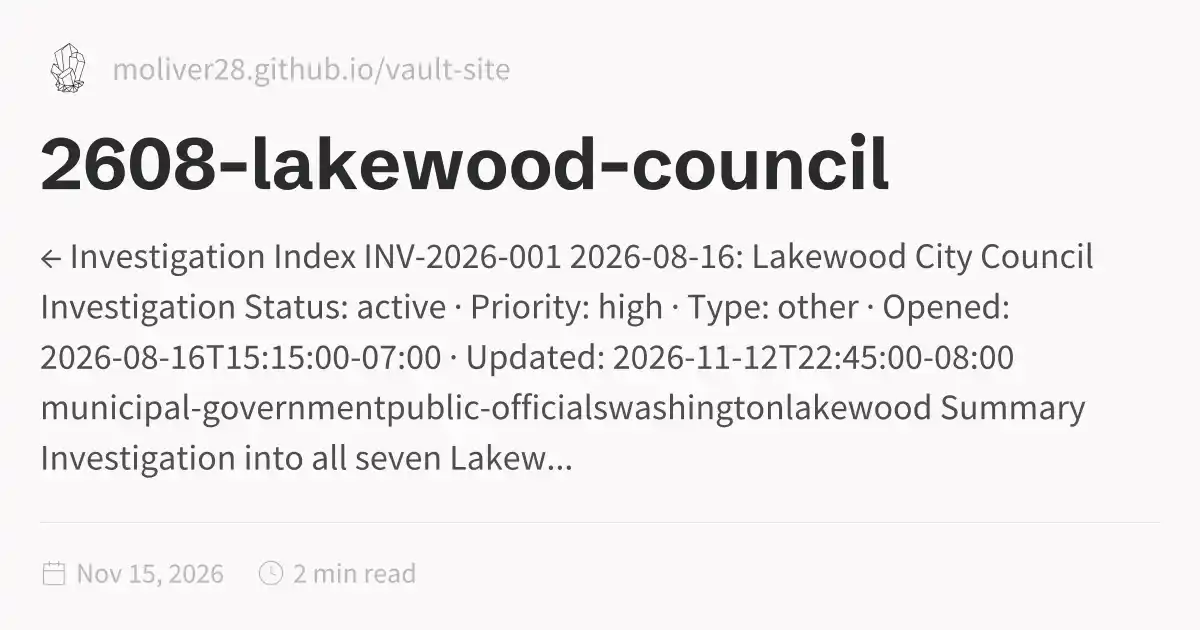 moliver28.github.io/vault-site
2608-lakewood-council
← Investigation Index INV-2026-001 2026-08-16: Lakewood City Council
Investigation Status: active · Priority: high · Type: other · Opened:
2026-08-16T15:15:00-07:00 · Updated: 2026-11-12T22:45:00-08:00
municipal-governmentpublic-officialswashingtonlakewood Summary
Investigation into all seven Lakew...
Nov 15, 2026 2 min read